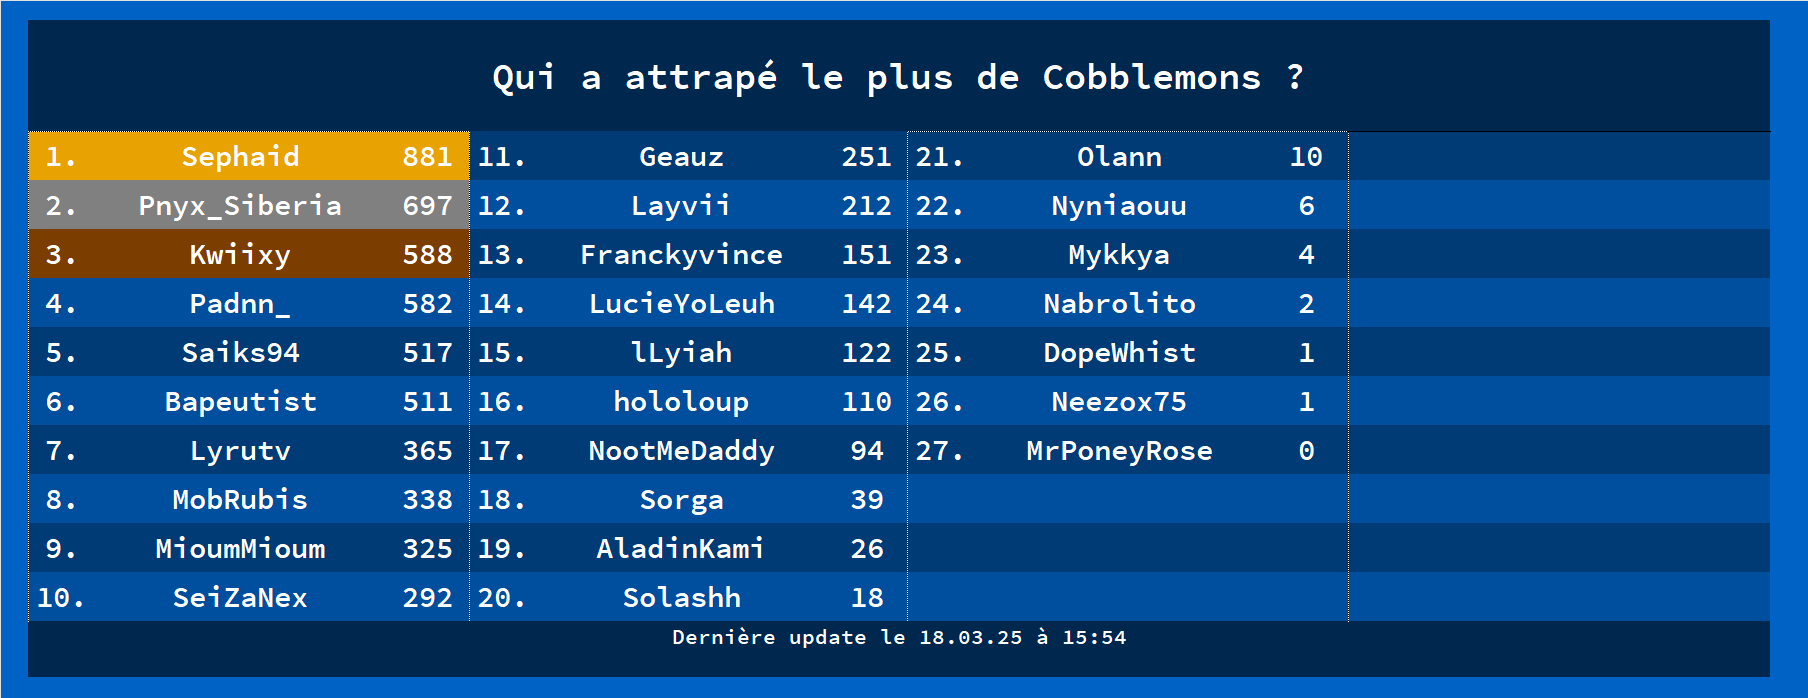 Qui a attrapé le plus de Cobblemons ?
1. Sephaid 881
2. Pnyx_Siberia 697
3. Kwiixy 588
4. Padnn_ 582
5. Saiks94 517
6. Bapeutist 511
7. Lyrutv 365
8. MobRubis 338
9. MioumMioum 325
10. SeiZaNex 292
11. Geauz 251
12. Layvii 212
13. Franckyvince 151
14. LucieYoLeuh 142
15. lLyiah 122
16. hololoup 110
17. NootMeDaddy 94
18. Sorga 39
19. AladinKami 26
20. Solashh 18
21. Olann 10
22. Nyniaouu 6
23. Mykkya 4
24. Nabrolito 2
25. DopeWhist 1
26. Neezox75 1
27. MrPoneyRose 0
Dernière update le 18.03.25 à 15:54